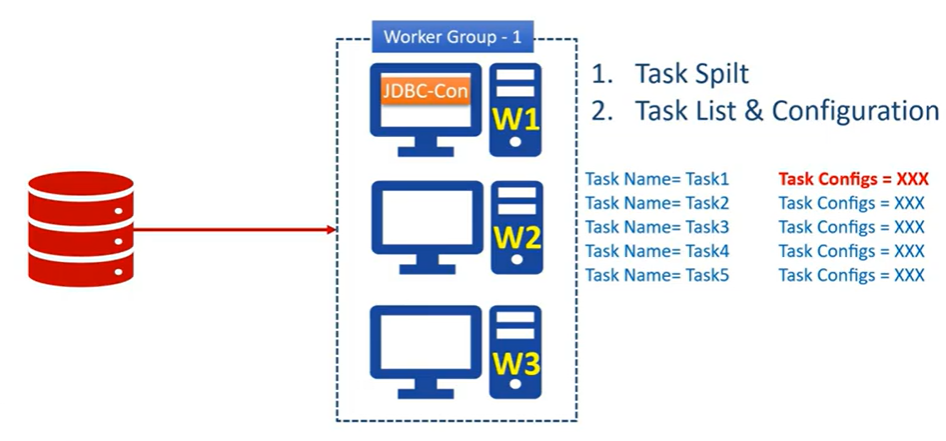 Worker Group - 1
JDBC-Con
W1
W2
W3
1. Task Spilt
2. Task List & Configuration
Task Name= Task1 Task Configs = XXX
Task Name= Task2 Task Configs = XXX
Task Name= Task3 Task Configs = XXX
Task Name= Task4 Task Configs = XXX
Task Name= Task5 Task Configs = XXX